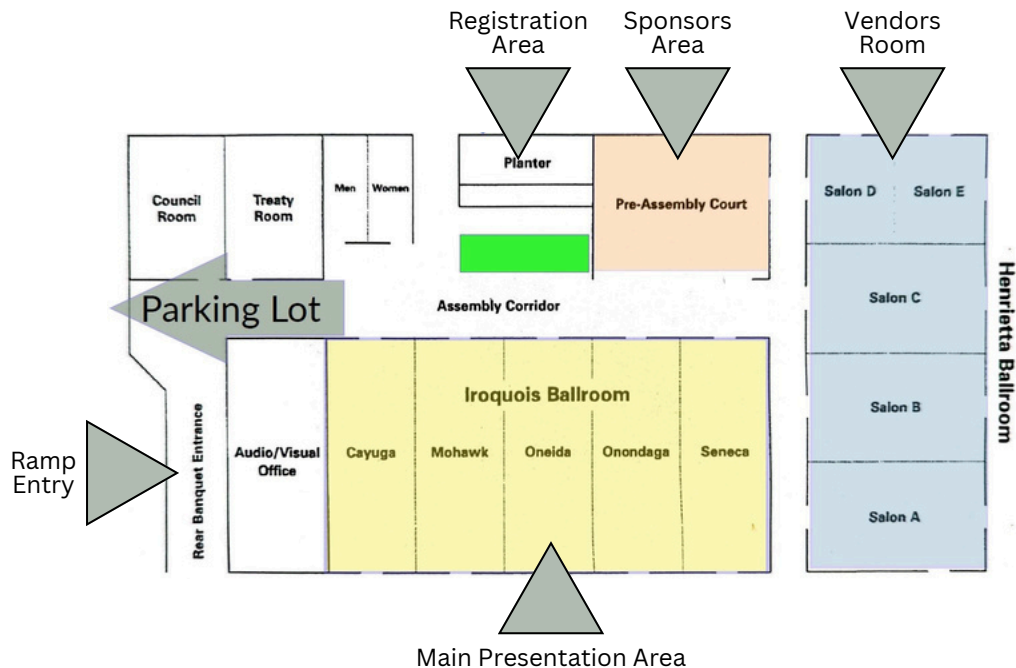 Registration
Area
Sponsors
Area
Vendors
Room
Planter
Council
Room
Treaty
Room
Men
Women
Pre-Assembly Court
Salon D
Salon E
Parking Lot
Assembly Corridor
Salon C
Henrietta Ballroom
Iroquois Ballroom
Salon B
Ramp
Entry
Rear Banquet Entrance
Audio/Visual
Office
Cayuga
Mohawk
Oneida
Onondaga
Seneca
Salon A
Main Presentation Area